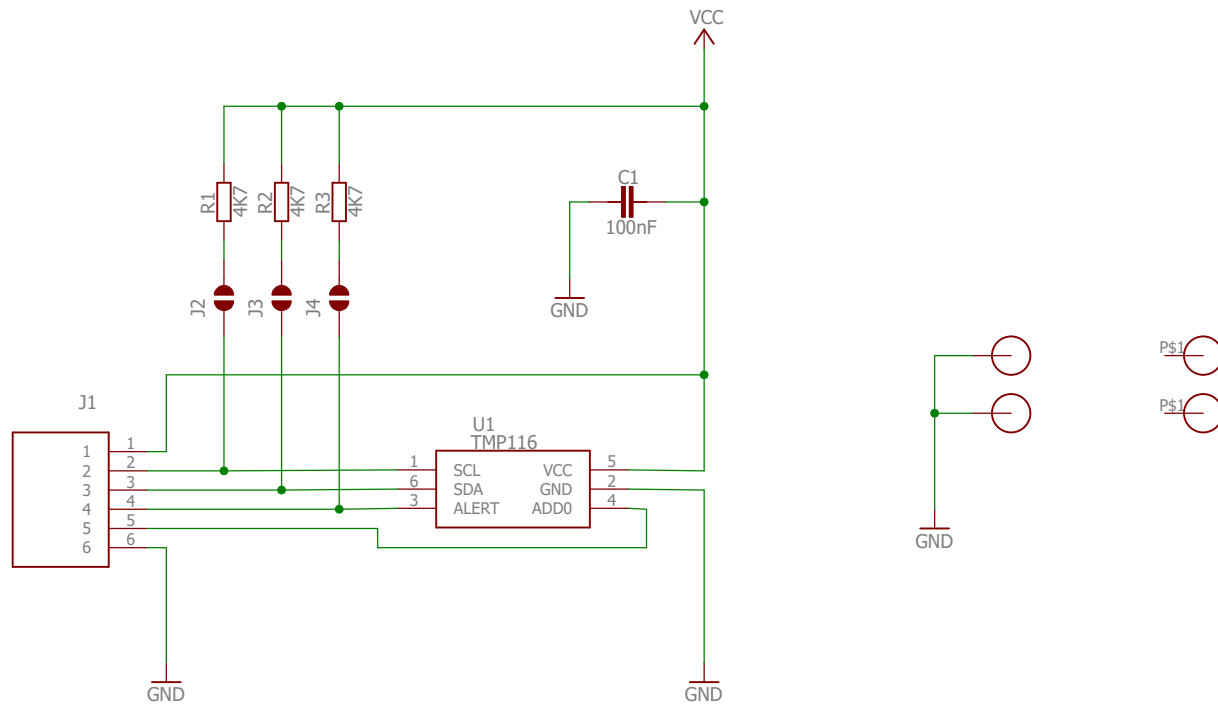 VCC
R1
4K7
R2
4K7
R3
4K7
C1
100nF
GND
J2
J3
J4
P$1
P$1
J1
1
2
3
4
5
6
1
2
3
4
5
6
U1
TMP116
1
6
3
SCL
SDA
ALERT
VCC
GND
ADD0
5
2
4
GND
GND
GND